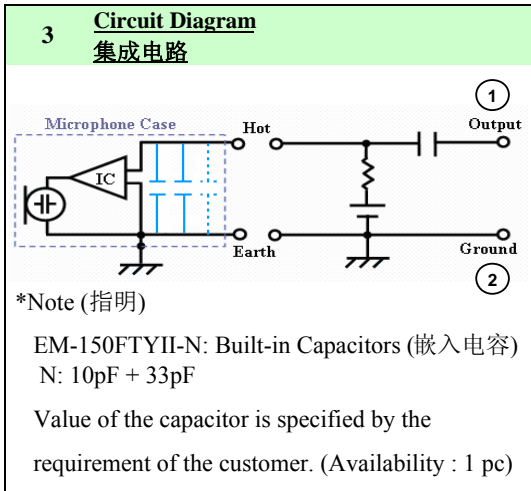 3 Circuit Diagram
集成电路
1
Microphone Case Hot Output
IC
Earth Ground
2
*Note (指明)
EM-150FTYII-N: Built-in Capacitors (嵌入电容)
N: 10pF + 33pF
Value of the capacitor is specified by the
requirement of the customer. (Availability : 1 pc)